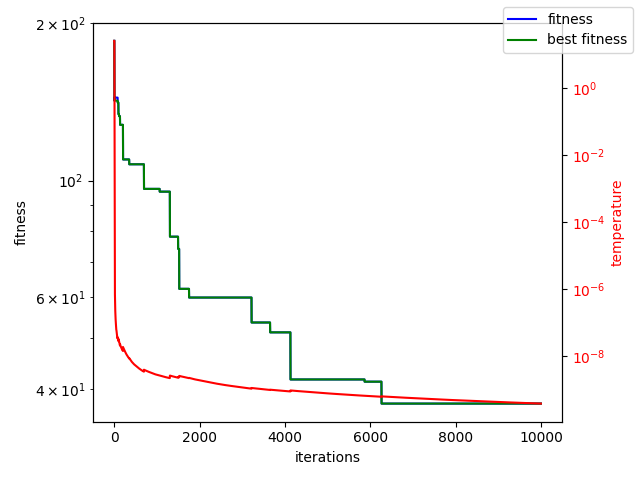 fitness
best fitness
2 × 10²
10²
6 × 10¹
4 × 10¹
fitness
10⁰
10⁻²
10⁻⁴
10⁻⁶
10⁻⁸
temperature
0 2000 4000 6000 8000 10000
iterations